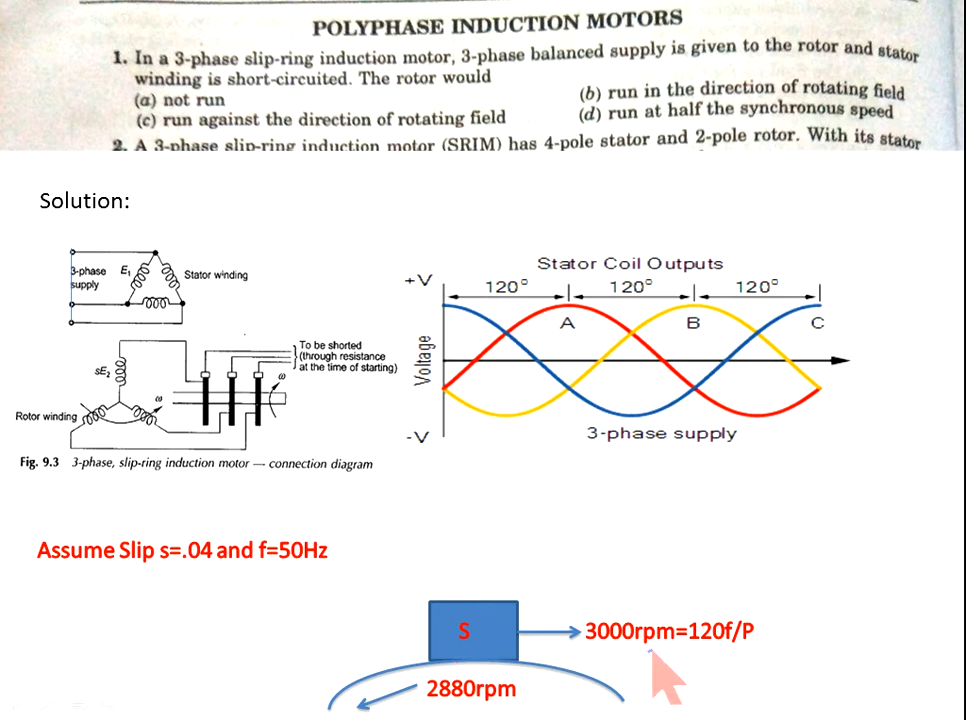 POLYPHASE INDUCTION MOTORS
1. In a 3-phase slip-ring induction motor, 3-phase balanced supply is given to the rotor and stator
winding is short-circuited. The rotor would
(a) not run
(b) run in the direction of rotating field
(c) run against the direction of rotating field
(d) run at half the synchronous speed
2. A 3-phase slip-ring induction motor (SRIM) has 4-pole stator and 2-pole rotor. With its stator
Solution:
3-phase
supply
E₁
Stator winding
To be shorted
(through resistance
at the time of starting)
sE₂
ω
ω
Rotor winding
Fig. 9.3 3-phase, slip-ring induction motor — connection diagram
Stator Coil Outputs
+V
120° 120° 120°
A B C
Voltage
-V
3-phase supply
Assume Slip s=.04 and f=50Hz
S
3000rpm=120f/P
2880rpm